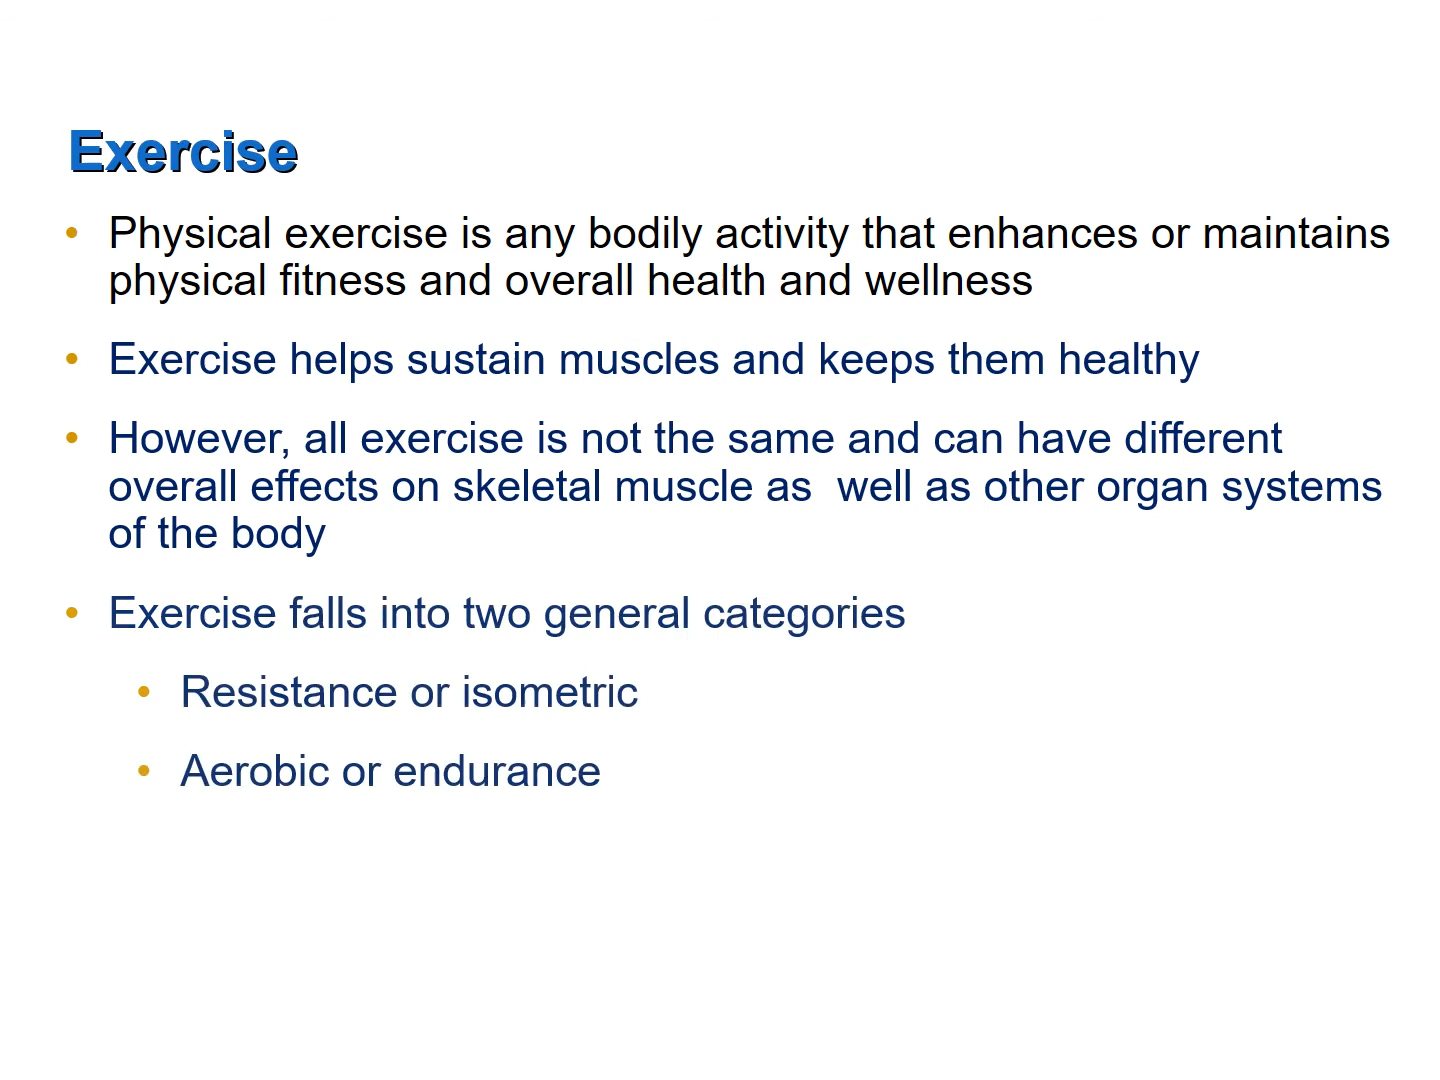 Exercise
• Physical exercise is any bodily activity that enhances or maintains
physical fitness and overall health and wellness
• Exercise helps sustain muscles and keeps them healthy
• However, all exercise is not the same and can have different
overall effects on skeletal muscle as  well as other organ systems
of the body
• Exercise falls into two general categories
• Resistance or isometric
• Aerobic or endurance